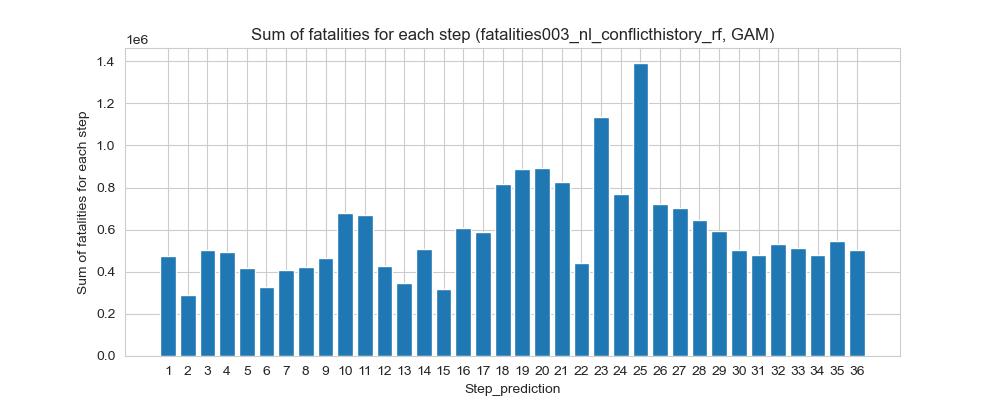 Sum of fatalities for each step (fatalities003_nl_conflicthistory_rf, GAM)
1e6
1.4
1.2
1.0
0.8
0.6
0.4
0.2
0.0
Sum of fatalities for each step
1 2 3 4 5 6 7 8 9 10 11 12 13 14 15 16 17 18 19 20 21 22 23 24 25 26 27 28 29 30 31 32 33 34 35 36
Step_prediction